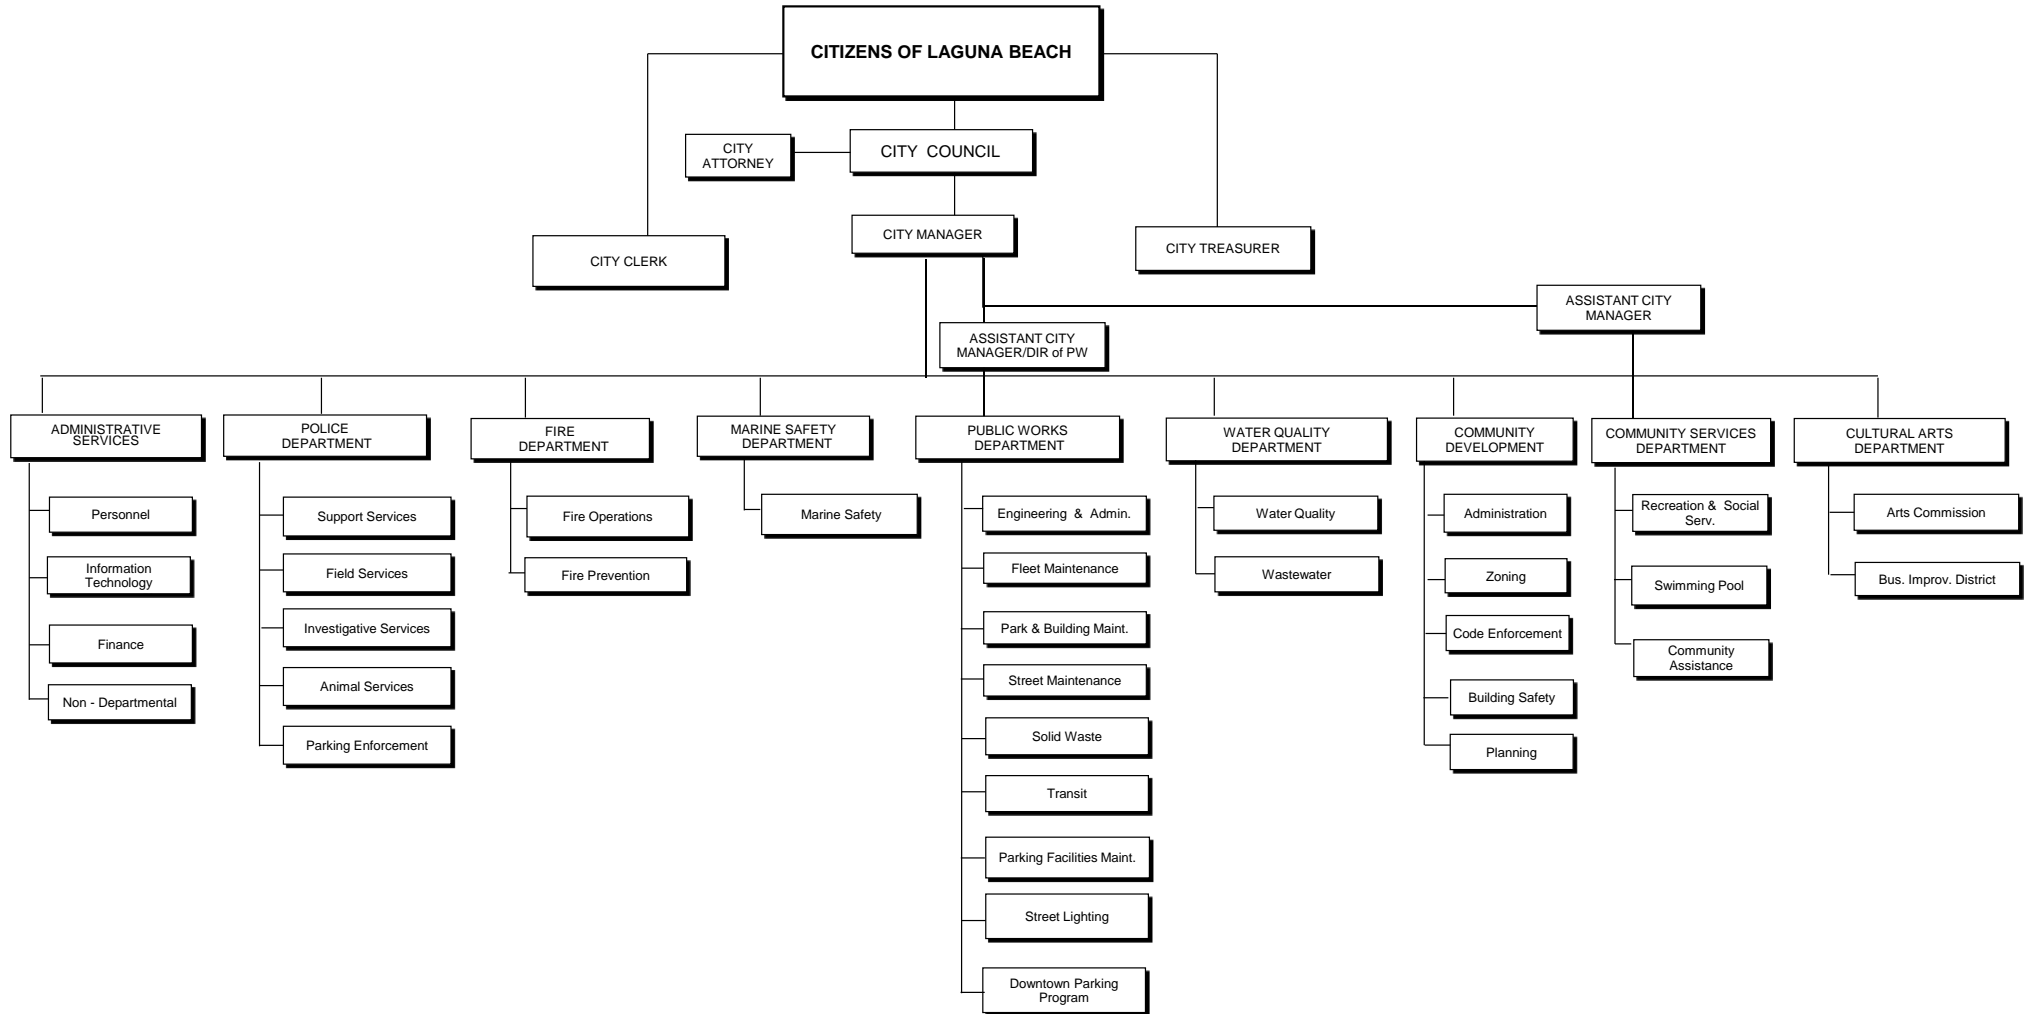 CITIZENS OF LAGUNA BEACH
CITY
ATTORNEY
CITY COUNCIL
CITY MANAGER
CITY CLERK
CITY TREASURER
ASSISTANT CITY
MANAGER
ASSISTANT CITY
MANAGER/DIR of PW
ADMINISTRATIVE
SERVICES
Personnel
Information
Technology
Finance
Non - Departmental
POLICE
DEPARTMENT
Support Services
Field Services
Investigative Services
Animal Services
Parking Enforcement
FIRE
DEPARTMENT
Fire Operations
Fire Prevention
MARINE SAFETY
DEPARTMENT
Marine Safety
PUBLIC WORKS
DEPARTMENT
Engineering & Admin.
Fleet Maintenance
Park & Building Maint.
Street Maintenance
Solid Waste
Transit
Parking Facilities Maint.
Street Lighting
Downtown Parking
Program
WATER QUALITY
DEPARTMENT
Water Quality
Wastewater
COMMUNITY
DEVELOPMENT
Administration
Zoning
Code Enforcement
Building Safety
Planning
COMMUNITY SERVICES
DEPARTMENT
Recreation & Social
Serv.
Swimming Pool
Community
Assistance
CULTURAL ARTS
DEPARTMENT
Arts Commission
Bus. Improv. District